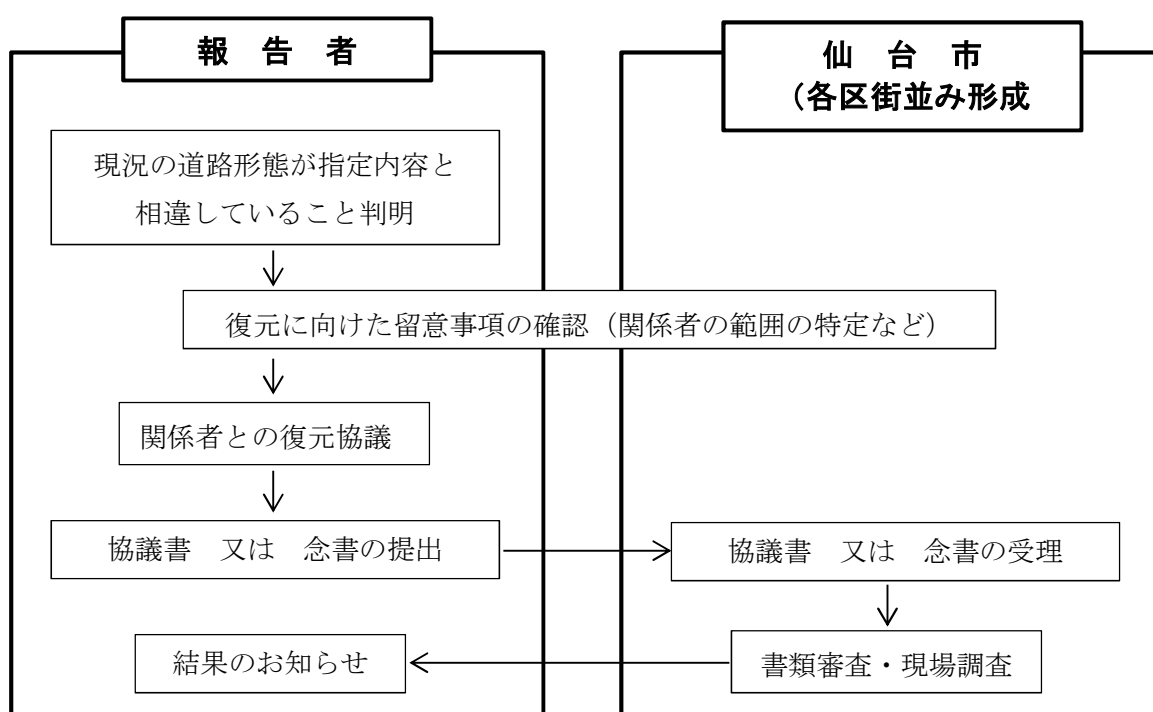 報 告 者
仙 台 市
(各区街並み形成
現況の道路形態が指定内容と
相違していること判明
復元に向けた留意事項の確認（関係者の範囲の特定など）
関係者との復元協議
協議書　又は　念書の提出
協議書　又は　念書の受理
結果のお知らせ
書類審査・現場調査